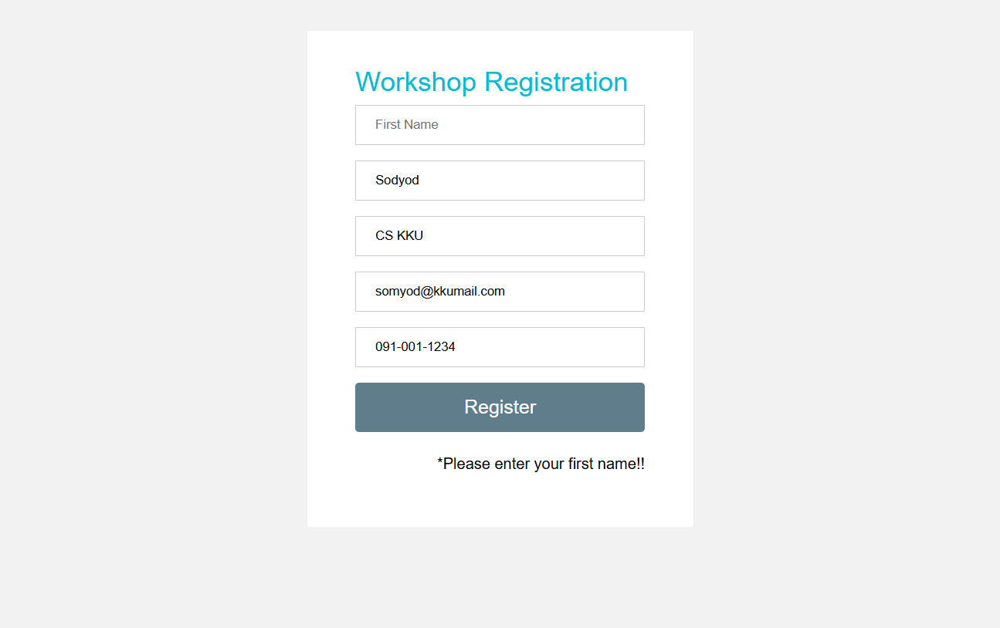 Workshop Registration
First Name
Sodyod
CS KKU
somyod@kkumail.com
091-001-1234
Register
*Please enter your first name!!